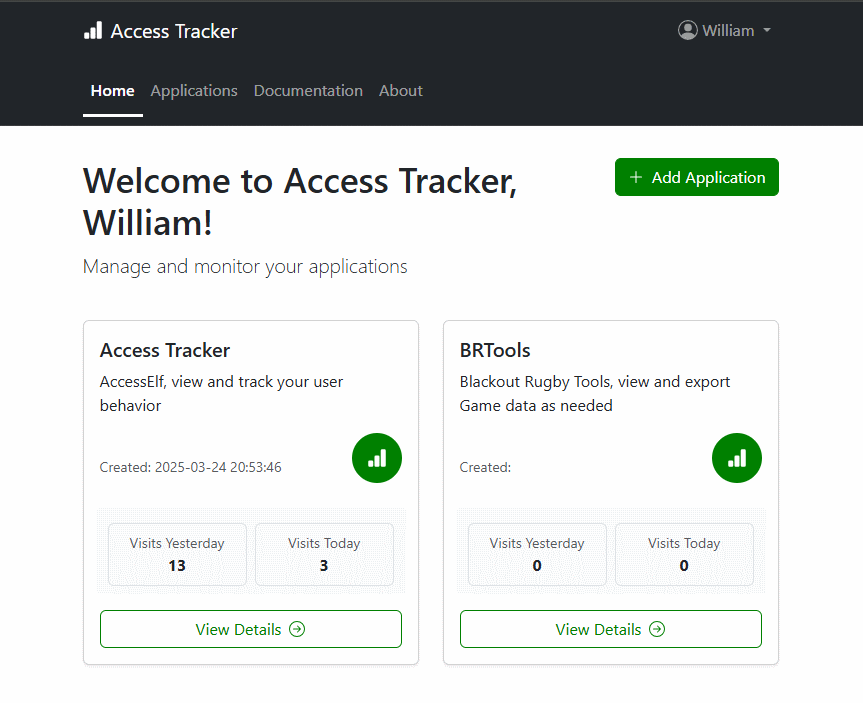 Access Tracker
William
Home Applications Documentation About
Welcome to Access Tracker,
William!
Add Application
Manage and monitor your applications
Access Tracker
AccessElf, view and track your user
behavior
Created: 2025-03-24 20:53:46
Visits Yesterday
13
Visits Today
3
View Details
BRTools
Blackout Rugby Tools, view and export
Game data as needed
Created:
Visits Yesterday
0
Visits Today
0
View Details